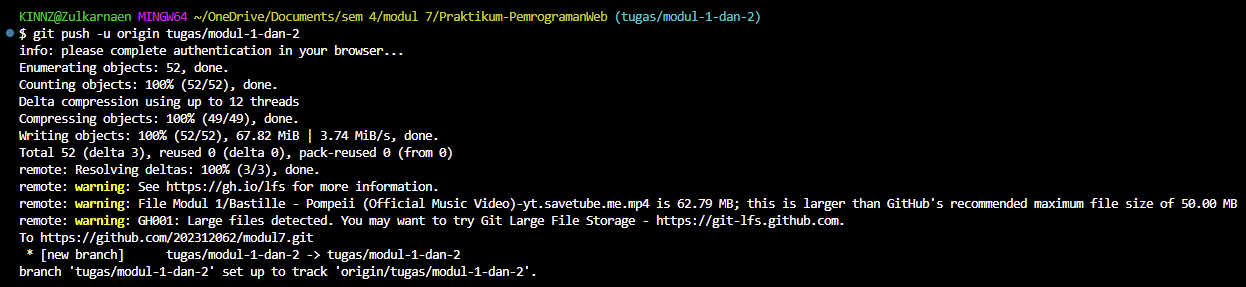 KINNZ@Zulkarnaen MINGW64 ~/OneDrive/Documents/sem 4/modul 7/Praktikum-PemrogramanWeb (tugas/modul-1-dan-2)
$ git push -u origin tugas/modul-1-dan-2
info: please complete authentication in your browser...
Enumerating objects: 52, done.
Counting objects: 100% (52/52), done.
Delta compression using up to 12 threads
Compressing objects: 100% (49/49), done.
Writing objects: 100% (52/52), 67.82 MiB | 3.74 MiB/s, done.
Total 52 (delta 3), reused 0 (delta 0), pack-reused 0 (from 0)
remote: Resolving deltas: 100% (3/3), done.
remote: warning: See https://gh.io/lfs for more information.
remote: warning: File Modul 1/Bastille - Pompeii (Official Music Video)-yt.savetube.me.mp4 is 62.79 MB; this is larger than GitHub's recommended maximum file size of 50.00 MB
remote: warning: GH001: Large files detected. You may want to try Git Large File Storage - https://git-lfs.github.com.
To https://github.com/202312062/modul7.git
 * [new branch]      tugas/modul-1-dan-2 -> tugas/modul-1-dan-2
branch 'tugas/modul-1-dan-2' set up to track 'origin/tugas/modul-1-dan-2'.